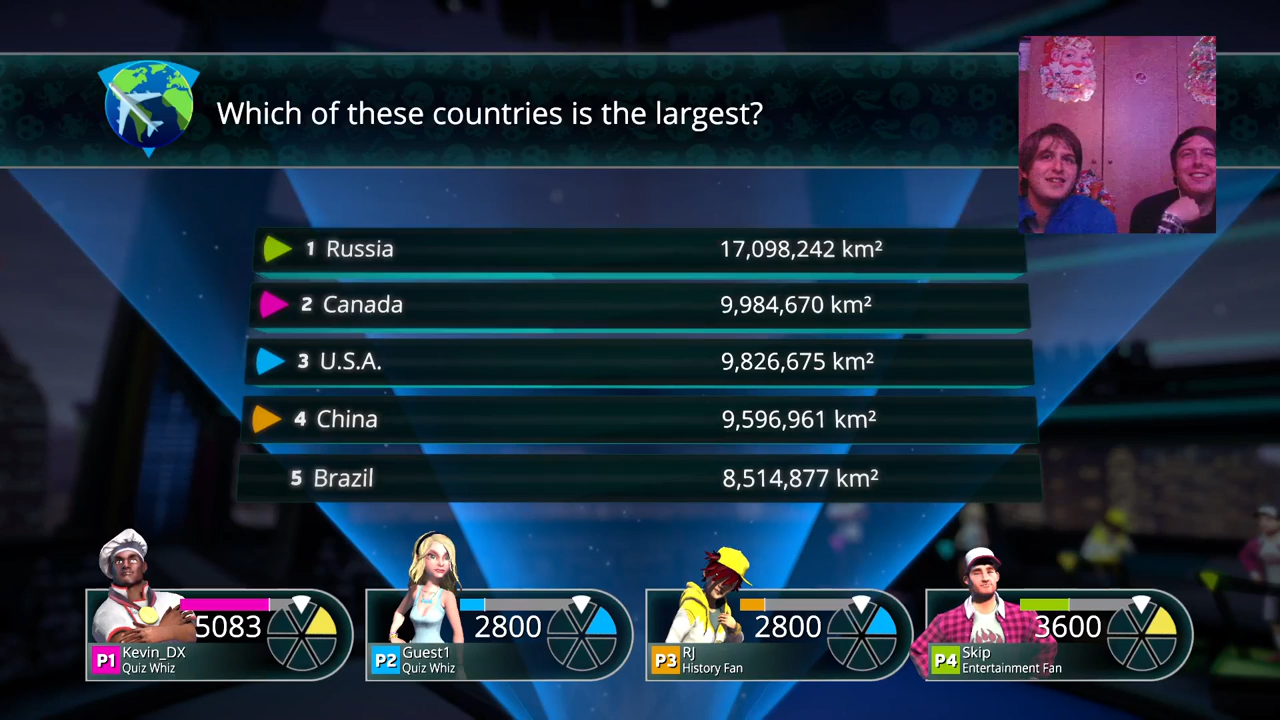 Which of these countries is the largest?
1 Russia 17,098,242 km²
2 Canada 9,984,670 km²
3 U.S.A. 9,826,675 km²
4 China 9,596,961 km²
5 Brazil 8,514,877 km²
5083 2800 2800 3600
P1 Kevin_DX Quiz Whiz
P2 Guest1 Quiz Whiz
P3 RJ History Fan
P4 Skip Entertainment Fan